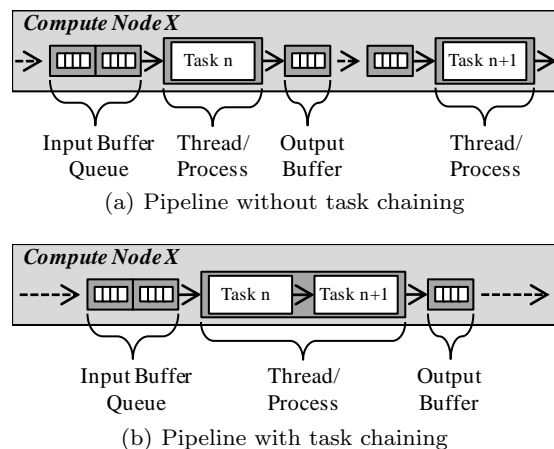 Compute Node X
Task n
Task n+1
Input Buffer
Queue
Thread/
Process
Output
Buffer
Thread/
Process
(a) Pipeline without task chaining
Compute Node X
Task n
Task n+1
Input Buffer
Queue
Thread/
Process
Output
Buffer
(b) Pipeline with task chaining